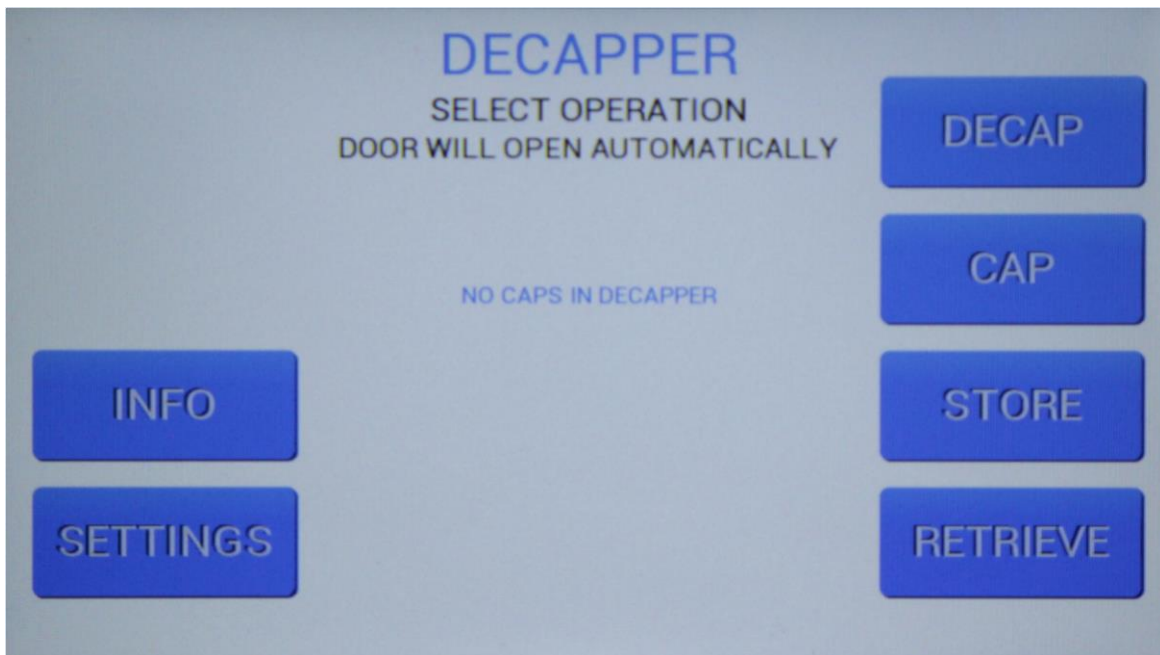 DECAPPER
SELECT OPERATION
DOOR WILL OPEN AUTOMATICALLY
DECAP
CAP
NO CAPS IN DECAPPER
INFO
STORE
SETTINGS
RETRIEVE